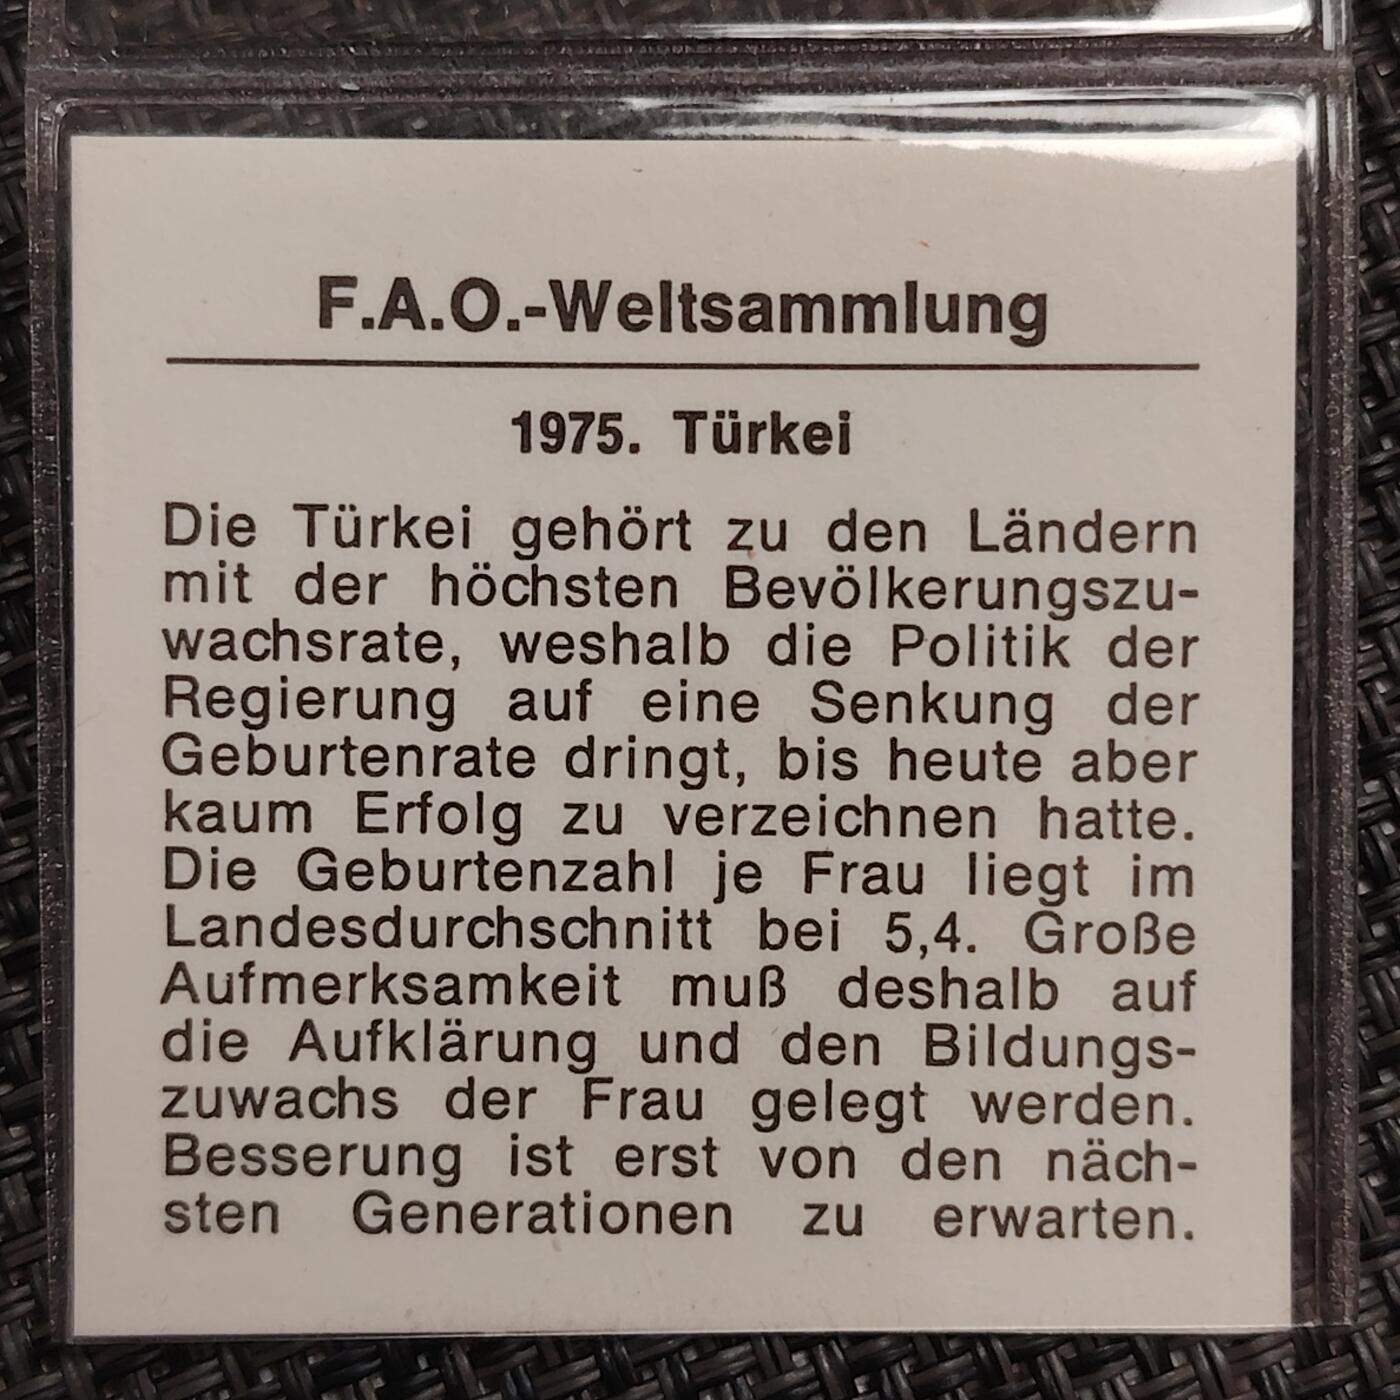 F.A.O.-Weltsammlung
1975. Türkei
Die Türkei gehört zu den Ländern
mit der höchsten Bevölkerungszu-
wachsrate, weshalb die Politik der
Regierung auf eine Senkung der
Geburtenrate dringt, bis heute aber
kaum Erfolg zu verzeichnen hatte.
Die Geburtenzahl je Frau liegt im
Landesdurchschnitt bei 5,4. Große
Aufmerksamkeit muß deshalb auf
die Aufklärung und den Bildungs-
zuwachs der Frau gelegt werden.
Besserung ist erst von den näch-
sten Generationen zu erwarten.